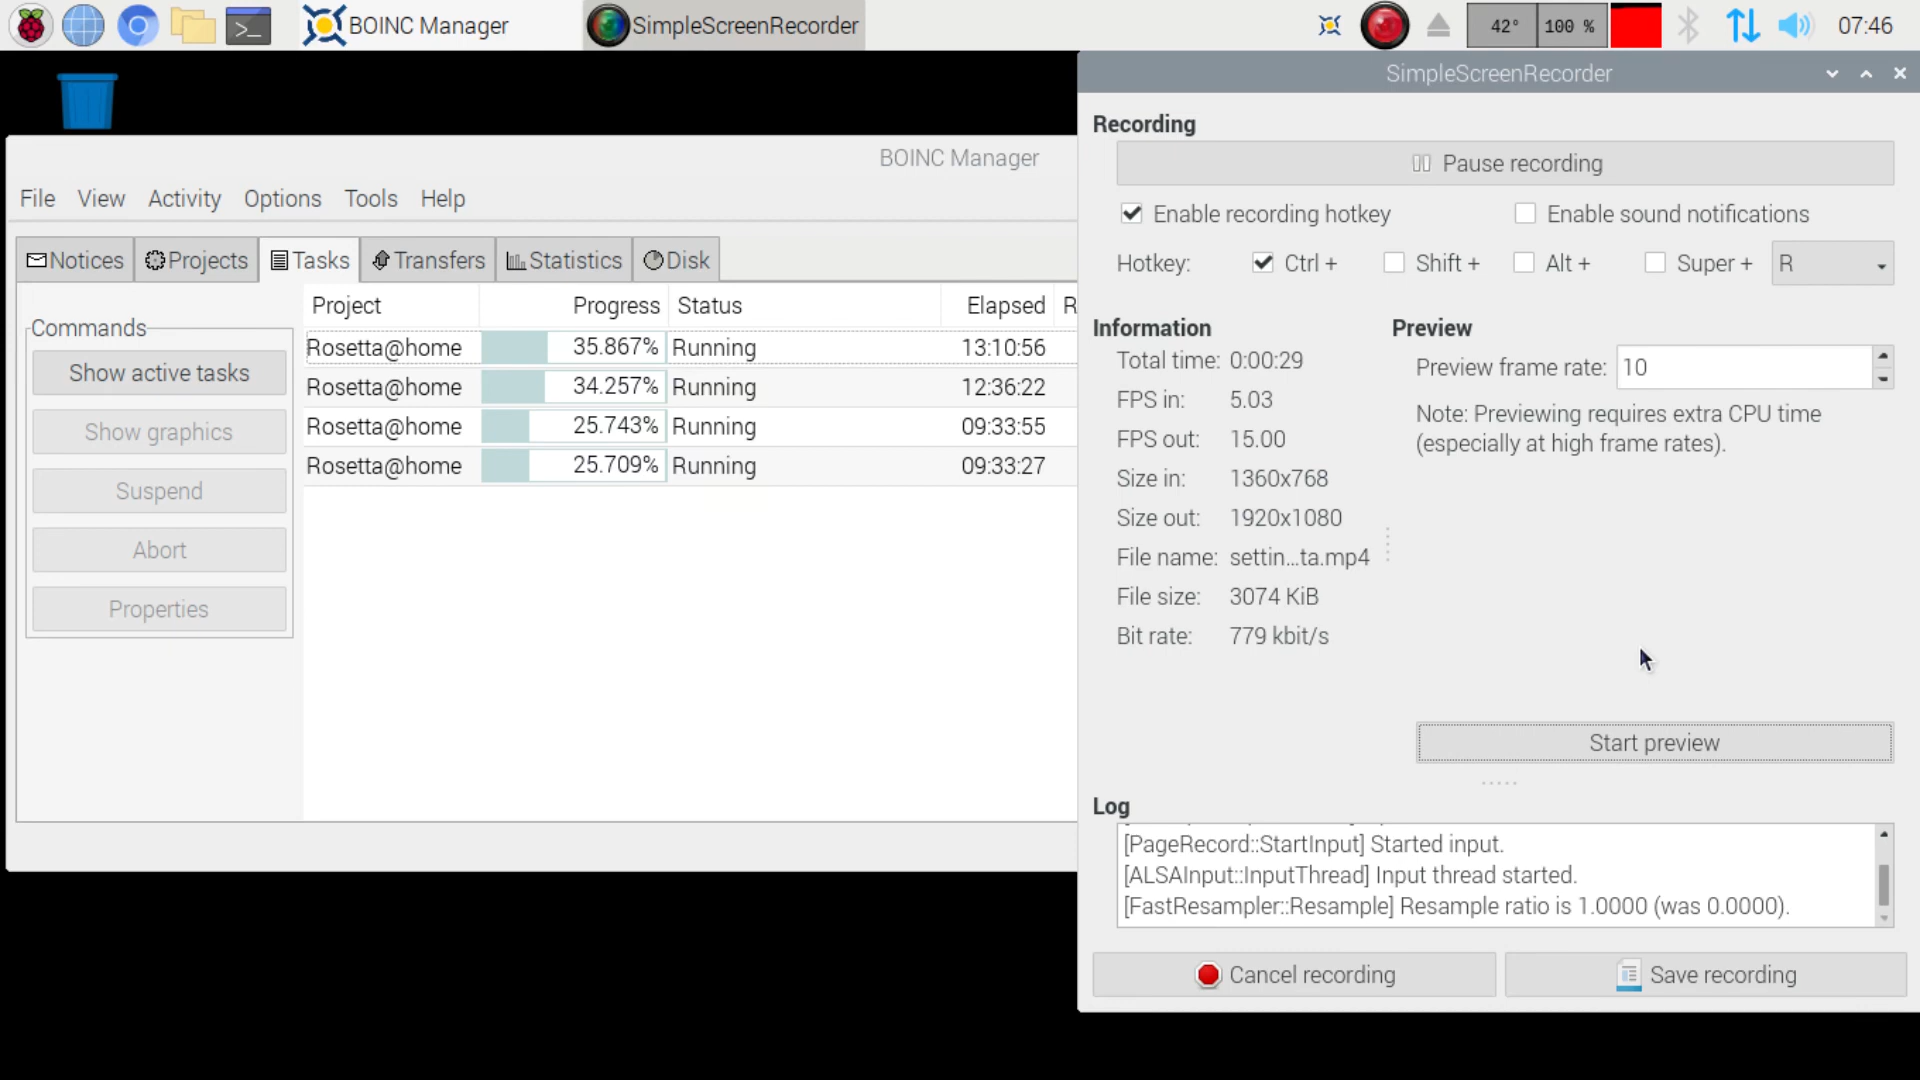 BOINC Manager
SimpleScreenRecorder
42°
100 %
07:46
SimpleScreenRecorder
Recording
Pause recording
Enable recording hotkey
Enable sound notifications
Hotkey:
Ctrl +
Shift +
Alt +
Super +
R
Information
Total time: 0:00:29
FPS in: 5.03
FPS out: 15.00
Size in: 1360x768
Size out: 1920x1080
File name: settin...ta.mp4
File size: 3074 KiB
Bit rate: 779 kbit/s
Preview
Preview frame rate: 10
Note: Previewing requires extra CPU time
(especially at high frame rates).
Start preview
Log
[PageRecord::StartInput] Started input.
[ALSAInput::InputThread] Input thread started.
[FastResampler::Resample] Resample ratio is 1.0000 (was 0.0000).
Cancel recording
Save recording
BOINC Manager
File View Activity Options Tools Help
Notices Projects Tasks Transfers Statistics Disk
Commands
Show active tasks
Show graphics
Suspend
Abort
Properties
Project Progress Status Elapsed R
Rosetta@home 35.867% Running 13:10:56
Rosetta@home 34.257% Running 12:36:22
Rosetta@home 25.743% Running 09:33:55
Rosetta@home 25.709% Running 09:33:27